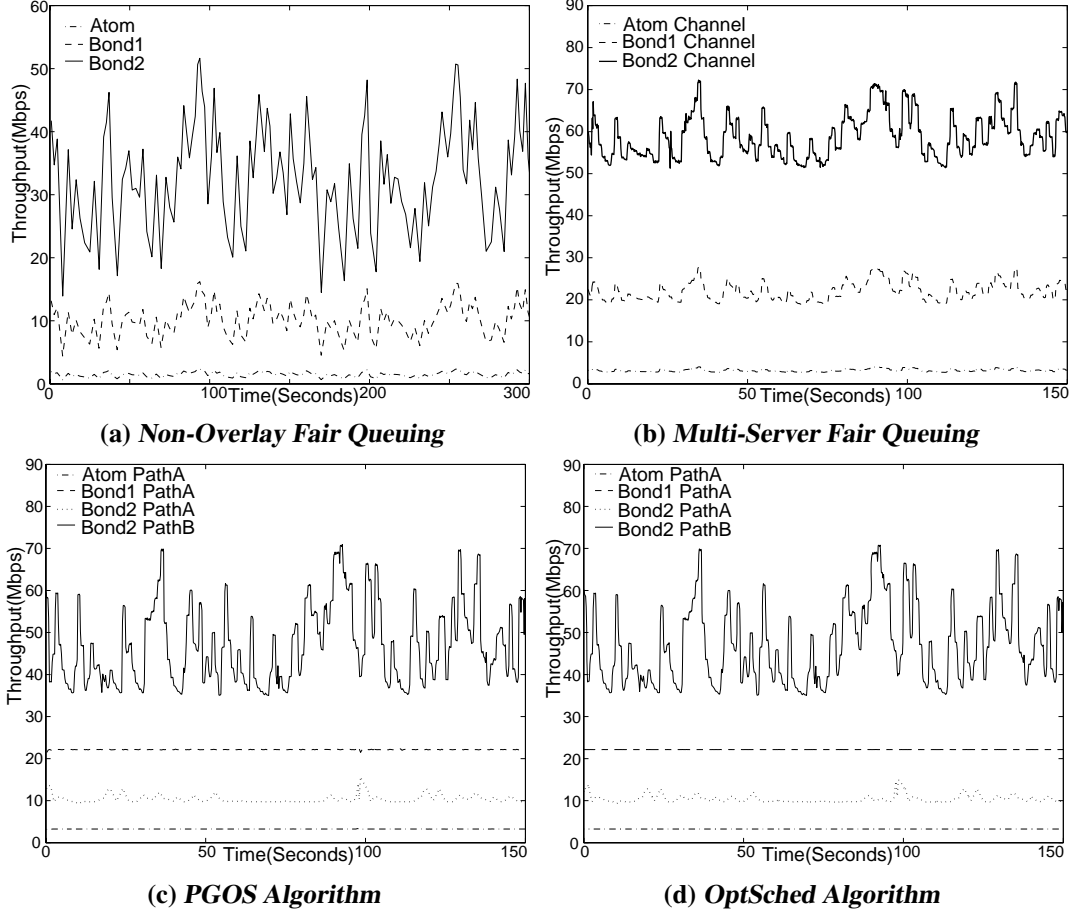 60
50
40
30
20
10
0
Throughput(Mbps)
Atom
Bond1
Bond2
0
100
200
300
Time(Seconds)
(a) Non-Overlay Fair Queuing
90
80
70
60
50
40
30
20
10
0
Throughput(Mbps)
Atom Channel
Bond1 Channel
Bond2 Channel
0
50
100
150
Time(Seconds)
(b) Multi-Server Fair Queuing
90
80
70
60
50
40
30
20
10
0
Throughput(Mbps)
Atom PathA
Bond1 PathA
Bond2 PathA
Bond2 PathB
0
50
100
150
Time(Seconds)
(c) PGOS Algorithm
90
80
70
60
50
40
30
20
10
0
Throughput(Mbps)
Atom PathA
Bond1 PathA
Bond2 PathA
Bond2 PathB
0
50
100
150
Time(Seconds)
(d) OptSched Algorithm